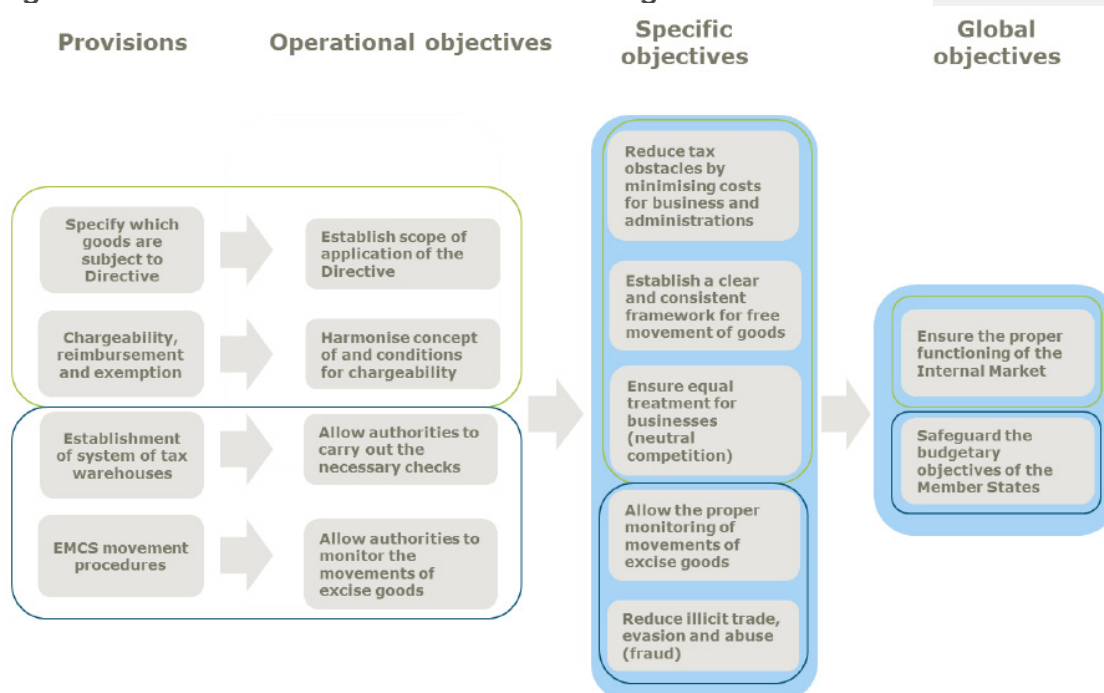 Provisions
Operational objectives
Specific
objectives
Global
objectives
Specify which
goods are
subject to
Directive
Establish scope of
application of the
Directive
Chargeability,
reimbursement
and exemption
Harmonise concept
of and conditions
for chargeability
Establishment
of system of tax
warehouses
Allow authorities to
carry out the
necessary checks
EMCS movement
procedures
Allow authorities to
monitor the
movements of
excise goods
Reduce tax
obstacles by
minimising costs
for business and
administrations
Establish a clear
and consistent
framework for free
movement of goods
Ensure equal
treatment for
businesses
(neutral
competition)
Allow the proper
monitoring of
movements of
excise goods
Reduce illicit trade,
evasion and abuse
(fraud)
Ensure the proper
functioning of the
Internal Market
Safeguard the
budgetary
objectives of the
Member States